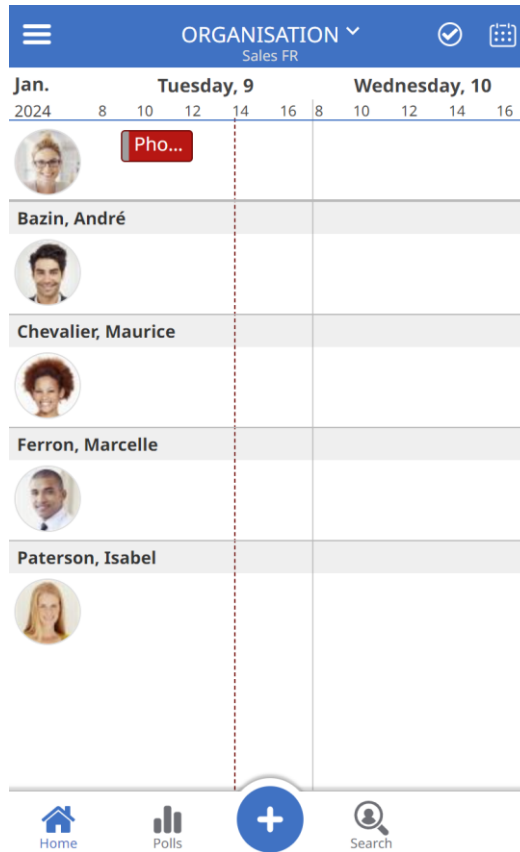 ORGANISATION
Sales FR
Jan. Tuesday, 9 Wednesday, 10
2024 8 10 12 14 16 8 10 12 14 16
Pho...
Bazin, André
Chevalier, Maurice
Ferron, Marcelle
Paterson, Isabel
Home Polls + Search